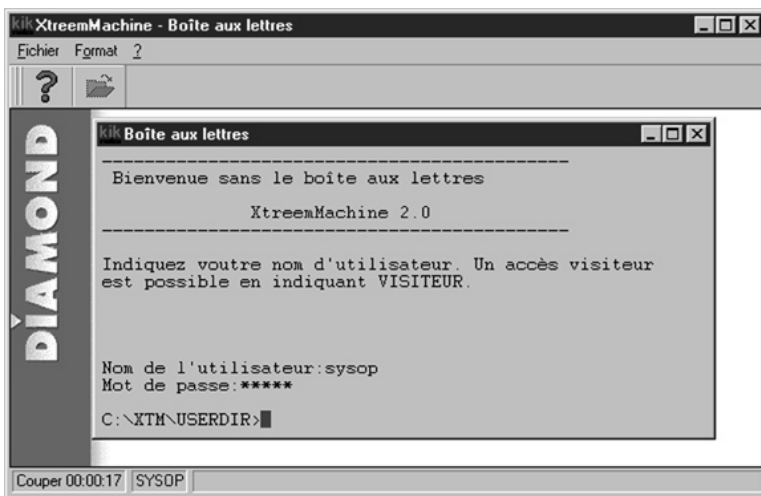 kik XtreemMachine - Boîte aux lettres
Fichier Format ?
DIAMOND
kik Boîte aux lettres
Bienvenue sans le boîte aux lettres
XtreemMachine 2.0
Indiquez voutre nom d'utilisateur. Un accès visiteur
est possible en indiquant VISITEUR.
Nom de l'utilisateur:sysop
Mot de passe:*****
C:\XTM\USERDIR>
Couper 00:00:17 SYSOP